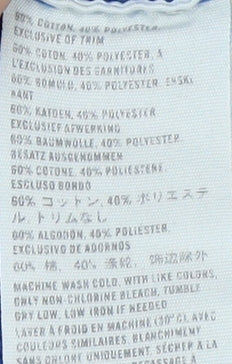 60% COTTON, 40% POLYESTER,
EXCLUSIVE OF TRIM
60% COTON, 40% POLYESTER, À
L'EXCLUSION DES GARNITURES
60% 40% POLYESTER,
KANT
60% KATOEN, 40% POLYESTER
EXCLUSIEF AFWERKING
60% BAUMWOLLE, 40% POLYESTER
BESATZ AUSGENOMMEN
60% COTONE, 40% POLIESTERE,
ESCLUSO BORDO
60% コットン, 40% ポリエステ
ル トリムなし
60% ALGODÓN, 40% POLIÉSTER,
EXCLUSIVO DE ADORNOS
60% 棉, 40% 涤纶, 饰边除外
MACHINE WASH COLD, WITH LIKE COLORS,
ONLY NON-CHLORINE BLEACH, TUMBLE
DRY LOW, LOW IRON IF NEEDED
LAVER À FROID EN MACHINE (30°C), AVEC
COULEURS SIMILAIRES, BLANCHIMENT
SANS CHLORE UNIQUEMENT, SÉCHER À LA